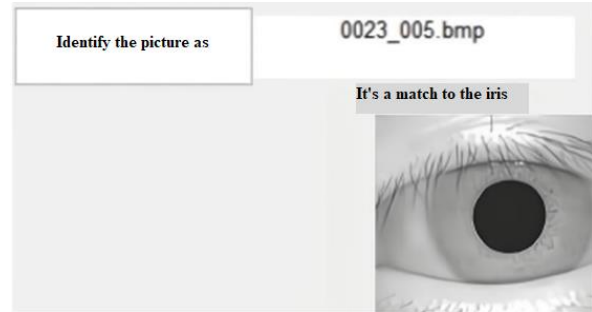 Identify the picture as
0023_005.bmp
It's a match to the iris